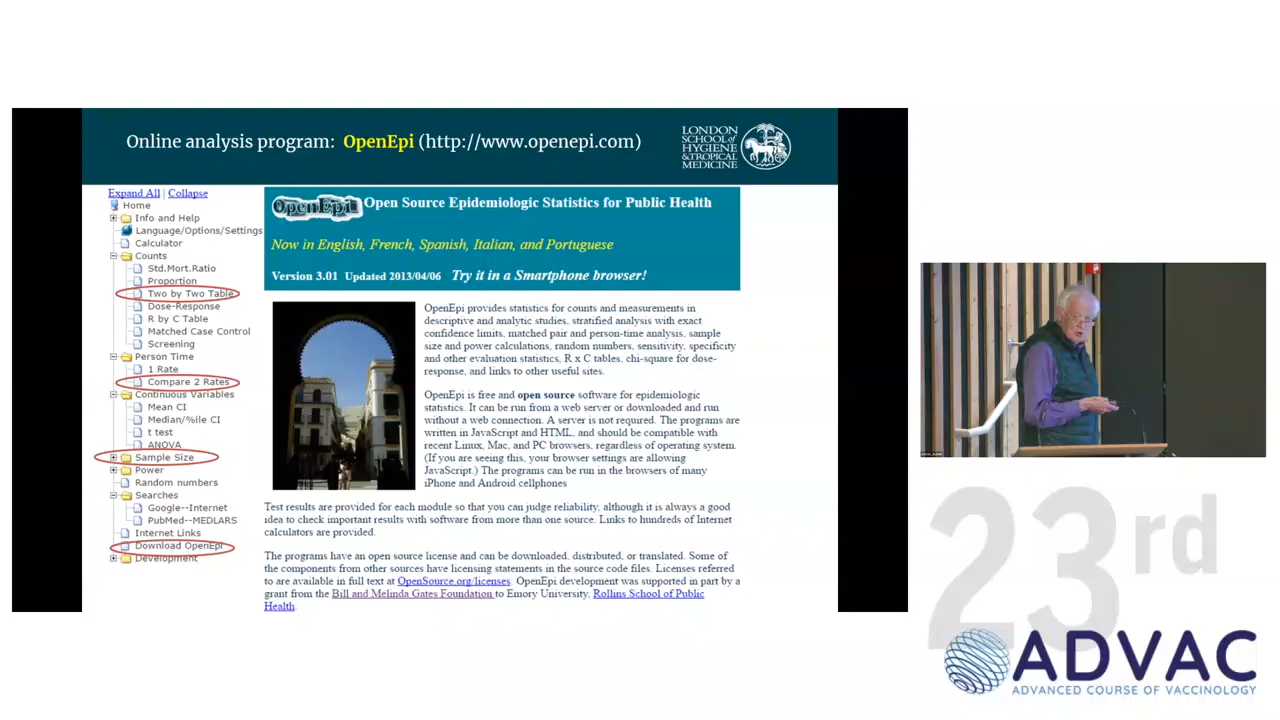 Online analysis program: OpenEpi (http://www.openepi.com)
LONDON
SCHOOL of
HYGIENE
& TROPICAL
MEDICINE
Expand All | Collapse
Home
Info and Help
Language/Options/Settings
Calculator
Counts
Std.Mort.Ratio
Proportion
Two by Two Table
Dose-Response
R by C Table
Matched Case Control
Screening
Person Time
1 Rate
Compare 2 Rates
Continuous Variables
Mean CI
Median/%ile CI
t test
ANOVA
Sample Size
Power
Random numbers
Searches
Google--Internet
PubMed--MEDLARS
Internet Links
Download OpenEpi
Development
OpenEpi Open Source Epidemiologic Statistics for Public Health
Now in English, French, Spanish, Italian, and Portuguese
Version 3.01 Updated 2013/04/06 Try it in a Smartphone browser!
OpenEpi provides statistics for counts and measurements in
descriptive and analytic studies, stratified analysis with exact
confidence limits, matched pair and person-time analysis, sample
size and power calculations, random numbers, sensitivity, specificity
and other evaluation statistics, R x C tables, chi-square for dose-
response, and links to other useful sites.
OpenEpi is free and open source software for epidemiologic
statistics. It can be run from a web server or downloaded and run
without a web connection. A server is not required. The programs are
written in JavaScript and HTML, and should be compatible with
recent Linux, Mac, and PC browsers, regardless of operating system.
(If you are seeing this, your browser settings are allowing
JavaScript.) The programs can be run in the browsers of many
iPhone and Android cellphones
Test results are provided for each module so that you can judge reliability, although it is always a good
idea to check important results with software from more than one source. Links to hundreds of Internet
calculators are provided.
The programs have an open source license and can be downloaded, distributed, or translated. Some of
the components from other sources have licensing statements in the source code files. Licenses referred
to are available in full text at OpenSource.org/licenses. OpenEpi development was supported in part by a
grant from the Bill and Melinda Gates Foundation to Emory University, Rollins School of Public
Health.
23rd
ADVAC
ADVANCED COURSE OF VACCINOLOGY